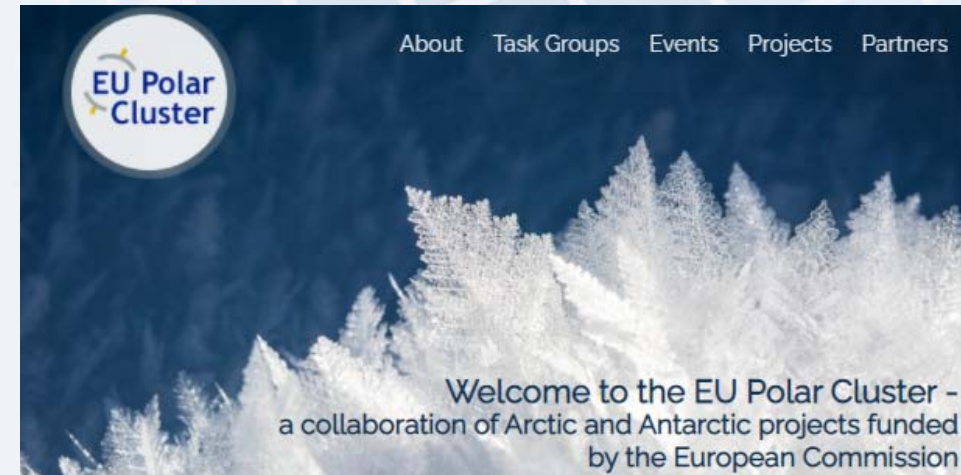 EU Polar
Cluster
About Task Groups Events Projects Partners
Welcome to the EU Polar Cluster -
a collaboration of Arctic and Antarctic projects funded
by the European Commission